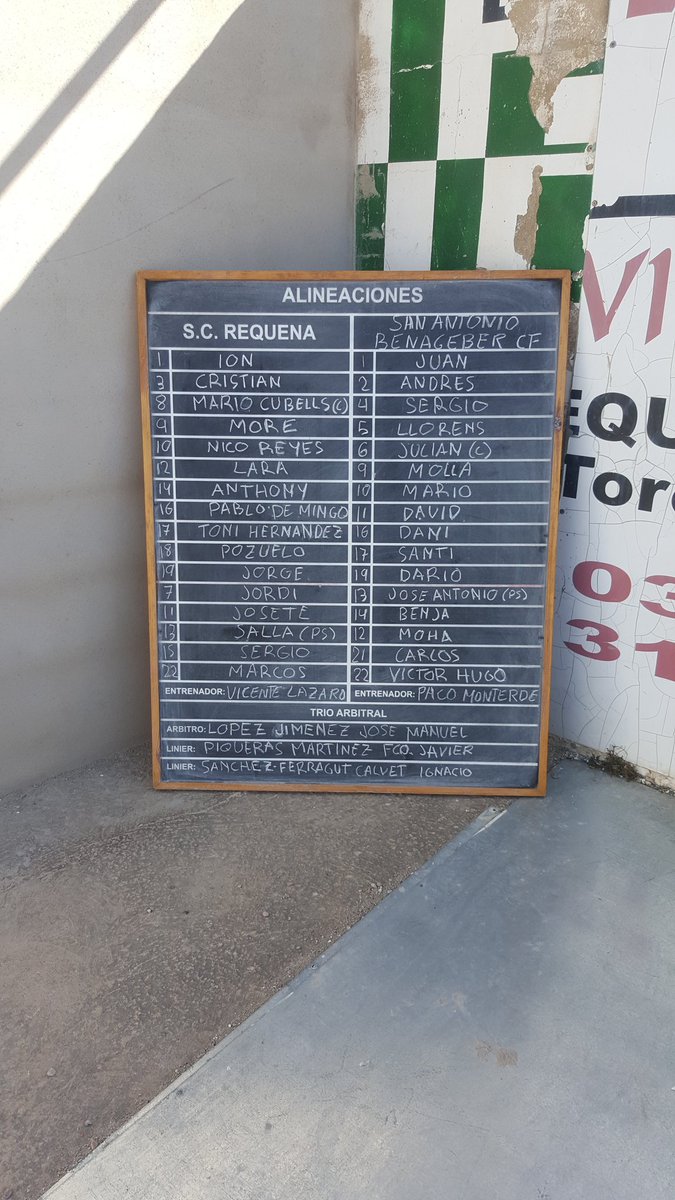 ALINEACIONES
S.C. REQUENA SAN ANTONIO BENAGEBER CF
1 ION 1 JUAN
3 CRISTIAN 2 ANDRES
8 MARIO CUBELLS (C) 4 SERGIO
9 MORE 5 LLORENS
10 NICO REYES 6 JULIAN (C)
12 LARA 9 MOLLA
14 ANTHONY 10 MARIO
16 PABLO DE MINGO 11 DAVID
17 TONI HERNANDEZ 16 DANI
18 POZUELO 17 SANTI
19 JORGE 19 DARIO
7 JORDI 13 JOSE ANTONIO (PS)
11 JOSETE 14 BENJA
13 SALLA (PS) 12 MOHA
15 SERGIO 21 CARLOS
22 MARCOS 22 VICTOR HUGO
ENTRENADOR: VICENTE LAZARO ENTRENADOR: PACO MONTERDE
TRIO ARBITRAL
ARBITRO: LOPEZ JIMENEZ JOSE MANUEL
LINIER: PIQUERAS MARTINEZ FCO. JAVIER
LINIER: SANCHEZ-FERRAGUT CALVET IGNACIO
VI
EQU
Tor
03
31